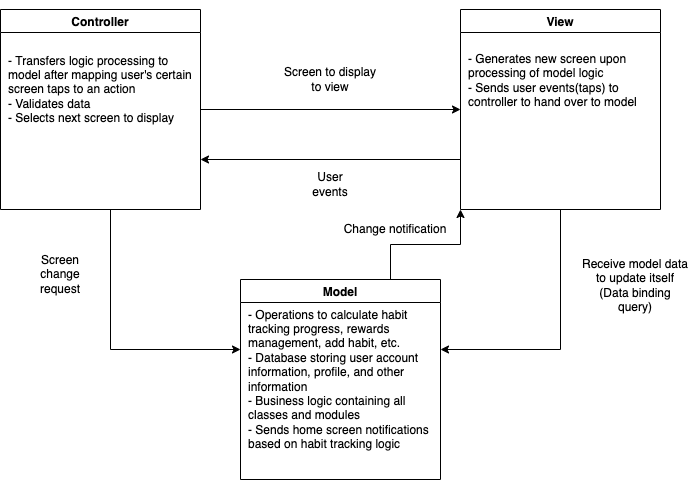 Controller
- Transfers logic processing to
model after mapping user's certain
screen taps to an action
- Validates data
- Selects next screen to display
Screen to display
to view
View
- Generates new screen upon
processing of model logic
- Sends user events(taps) to
controller to hand over to model
User
events
Change notification
Screen
change
request
Receive model data
to update itself
(Data binding
query)
Model
- Operations to calculate habit
tracking progress, rewards
management, add habit, etc.
- Database storing user account
information, profile, and other
information
- Business logic containing all
classes and modules
- Sends home screen notifications
based on habit tracking logic